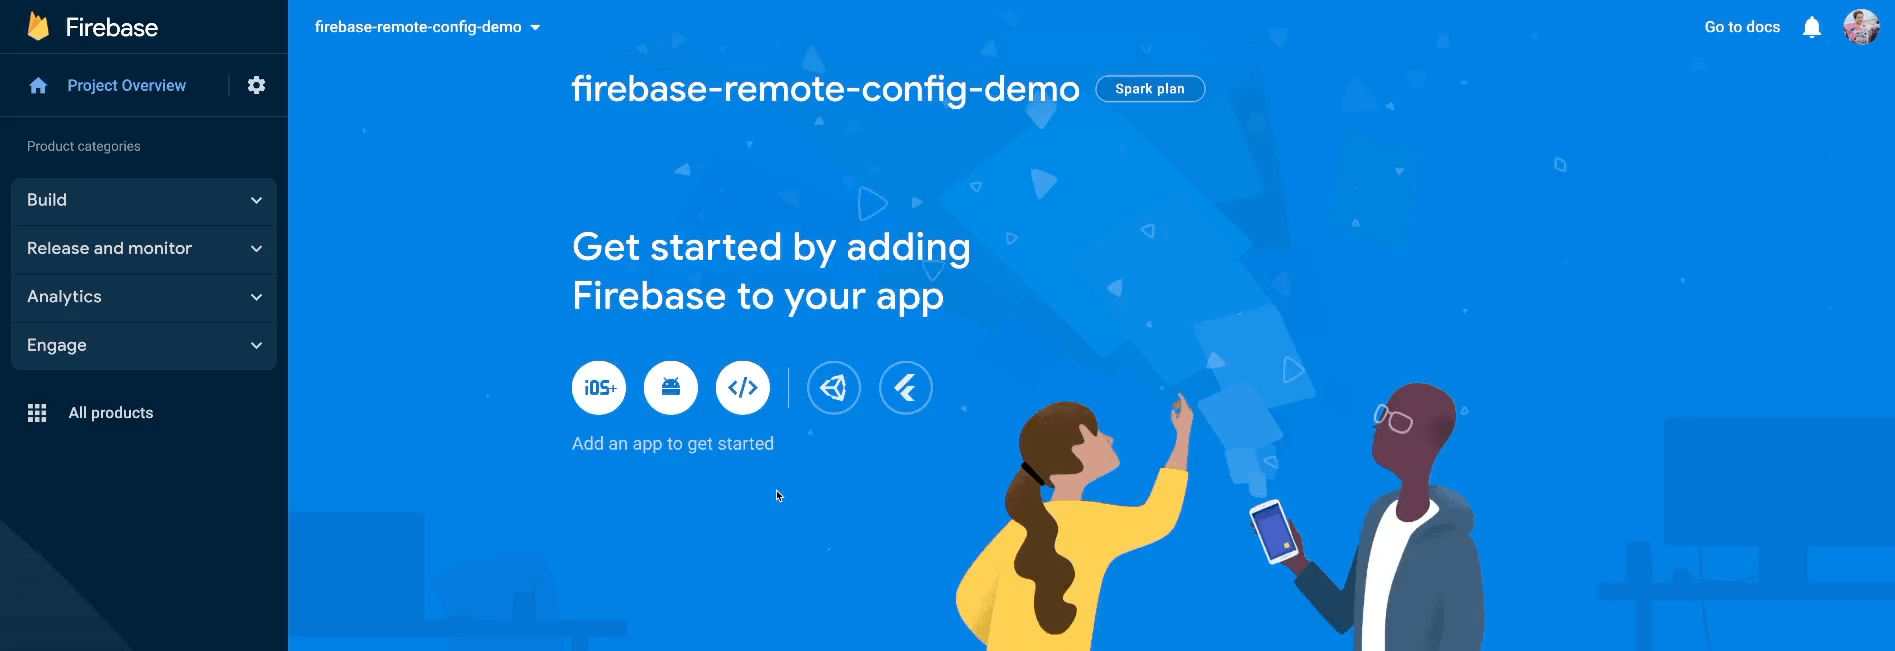 Firebase
firebase-remote-config-demo
Go to docs
Project Overview
firebase-remote-config-demo
Spark plan
Product categories
Build
Release and monitor
Analytics
Engage
All products
Get started by adding
Firebase to your app
iOS+
Add an app to get started